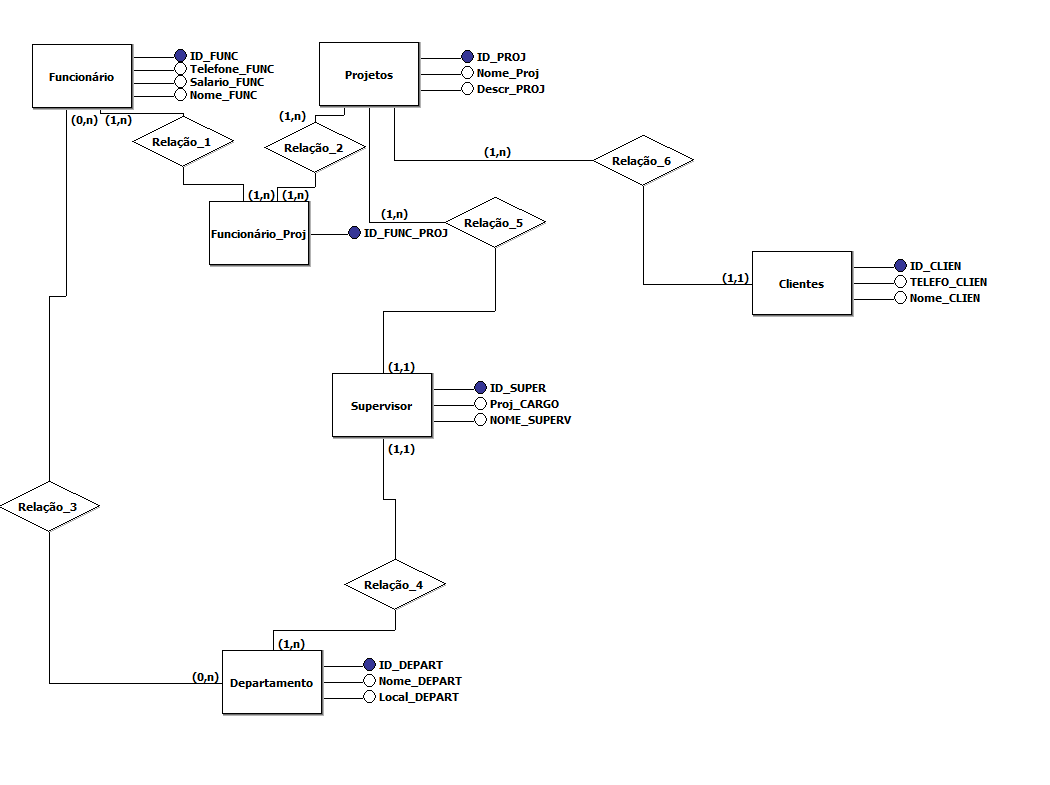 Funcionário
ID_FUNC
Telefone_FUNC
Salario_FUNC
Nome_FUNC
Projetos
ID_PROJ
Nome_Proj
Descr_PROJ
(0,n)
(1,n)
Relação_1
(1,n)
Relação_2
(1,n)
Relação_6
(1,n)
(1,n)
Funcionário_Proj
ID_FUNC_PROJ
(1,n)
Relação_5
(1,1)
Clientes
ID_CLIEN
TELEFO_CLIEN
Nome_CLIEN
(1,1)
Supervisor
ID_SUPER
Proj_CARGO
NOME_SUPERV
(1,1)
Relação_3
Relação_4
(1,n)
(0,n)
Departamento
ID_DEPART
Nome_DEPART
Local_DEPART